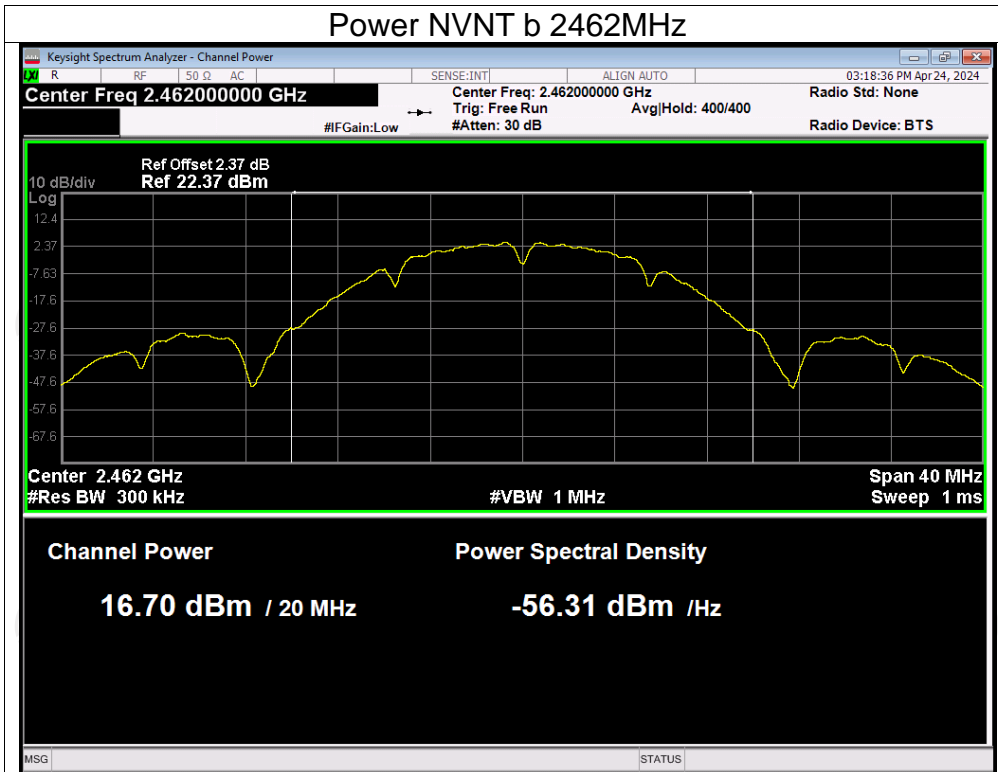 Power NVNT b 2462MHz
Keysight Spectrum Analyzer - Channel Power
LXI R RF 50 Ω AC SENSE:INT ALIGN AUTO 03:18:36 PM Apr 24, 2024
Center Freq 2.462000000 GHz Center Freq: 2.462000000 GHz Radio Std: None
Trig: Free Run Avg|Hold: 400/400
#IFGain:Low #Atten: 30 dB Radio Device: BTS
Ref Offset 2.37 dB
10 dB/div Ref 22.37 dBm
Log
12.4
2.37
-7.63
-17.6
-27.6
-37.6
-47.6
-57.6
-67.6
Center 2.462 GHz Span 40 MHz
#Res BW 300 kHz #VBW 1 MHz Sweep 1 ms
Channel Power Power Spectral Density
16.70 dBm / 20 MHz -56.31 dBm /Hz
MSG STATUS